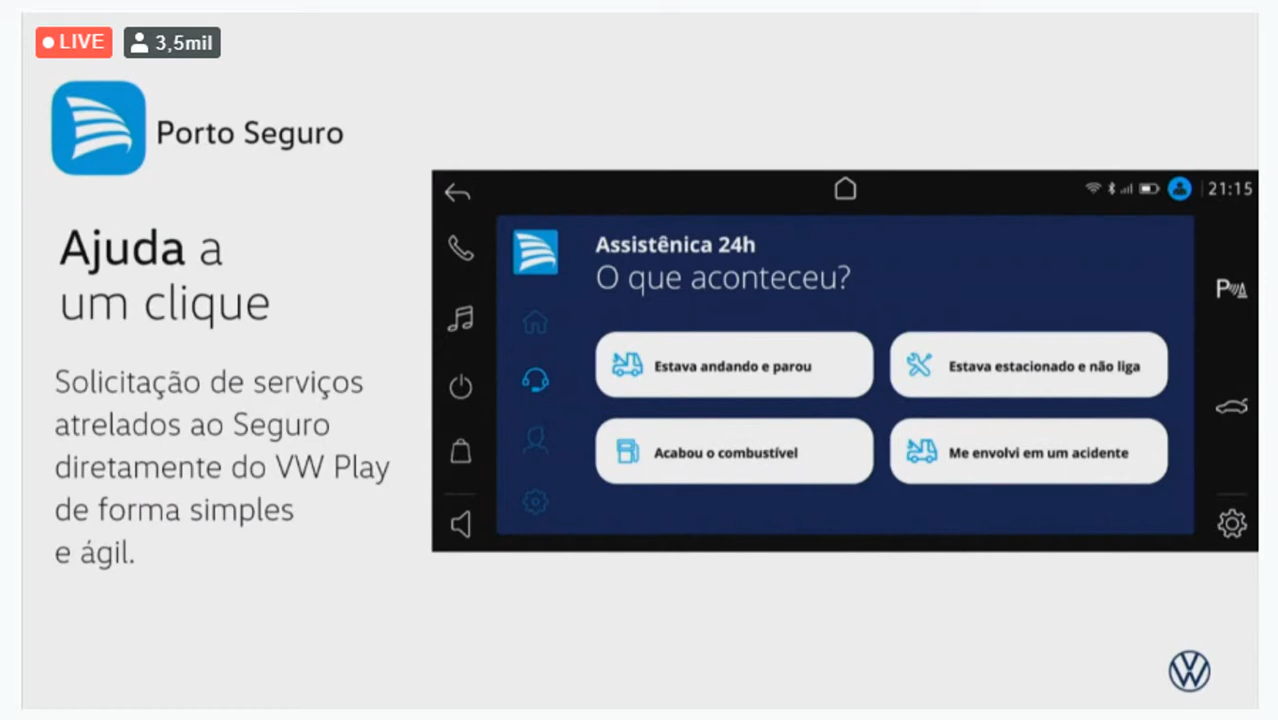 LIVE 3,5mil
Porto Seguro
Ajuda a
um clique
Solicitação de serviços
atrelados ao Seguro
diretamente do VW Play
de forma simples
e ágil.
21:15
Assistênica 24h
O que aconteceu?
Estava andando e parou
Estava estacionado e não liga
Acabou o combustível
Me envolvi em um acidente
P
VW